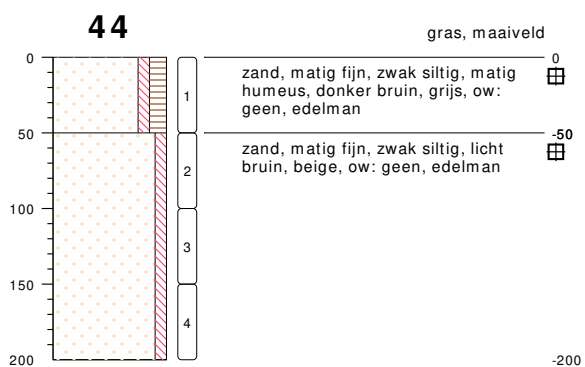 44
gras, maaiveld
0
0
zand, matig fijn, zwak siltig, matig
humeus, donker bruin, grijs, ow:
geen, edelman
1
50
-50
zand, matig fijn, zwak siltig, licht
bruin, beige, ow: geen, edelman
2
100
3
150
4
200
-200